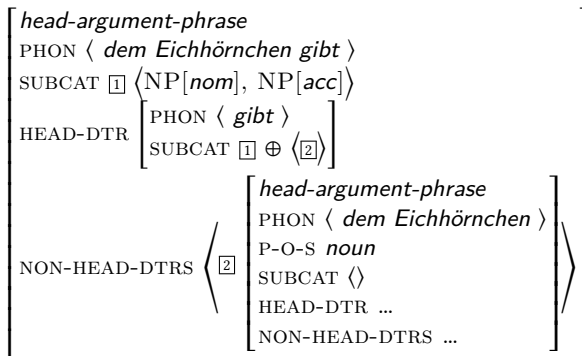 head-argument-phrase
PHON ⟨ dem Eichhörnchen gibt ⟩
SUBCAT [1] ⟨NP[nom], NP[acc]⟩
HEAD-DTR [PHON ⟨ gibt ⟩
SUBCAT [1] ⊕ ⟨[2]⟩]
NON-HEAD-DTRS ⟨ [2] [head-argument-phrase
PHON ⟨ dem Eichhörnchen ⟩
P-O-S noun
SUBCAT ⟨⟩
HEAD-DTR ...
NON-HEAD-DTRS ...] ⟩